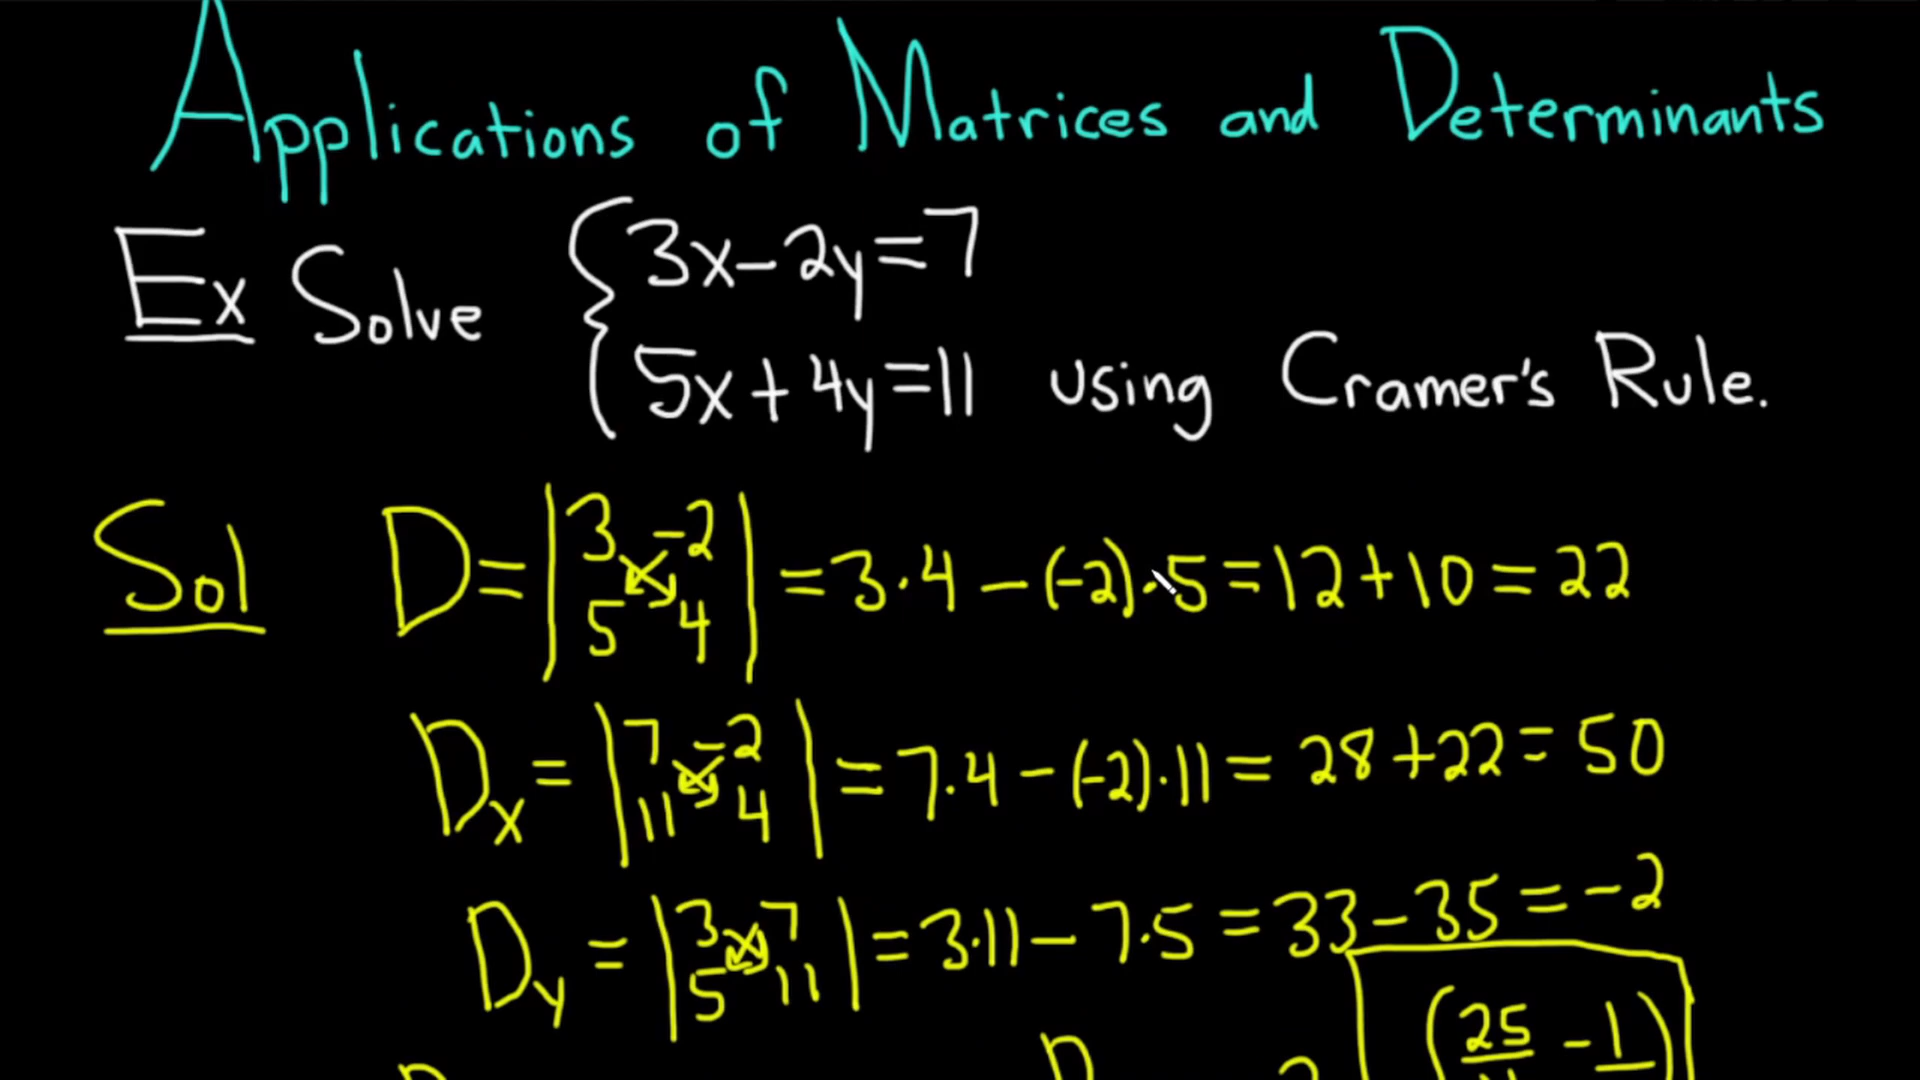 Applications of Matrices and Determinants
Ex Solve { 3x-2y=7
5x+4y=11 using Cramer's Rule.
Sol D = | 3 -2 | = 3·4 - (-2)·5 = 12+10 = 22
5 4
Dx = | 7 -2 | = 7·4 - (-2)·11 = 28+22 = 50
11 4
Dy = | 3 7 | = 3·11 - 7·5 = 33-35 = -2
5 11
(25 -1)